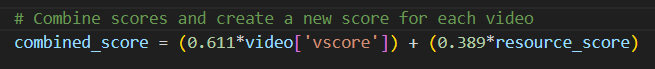 # Combine scores and create a new score for each video
combined_score = (0.611*video['vscore']) + (0.389*resource_score)